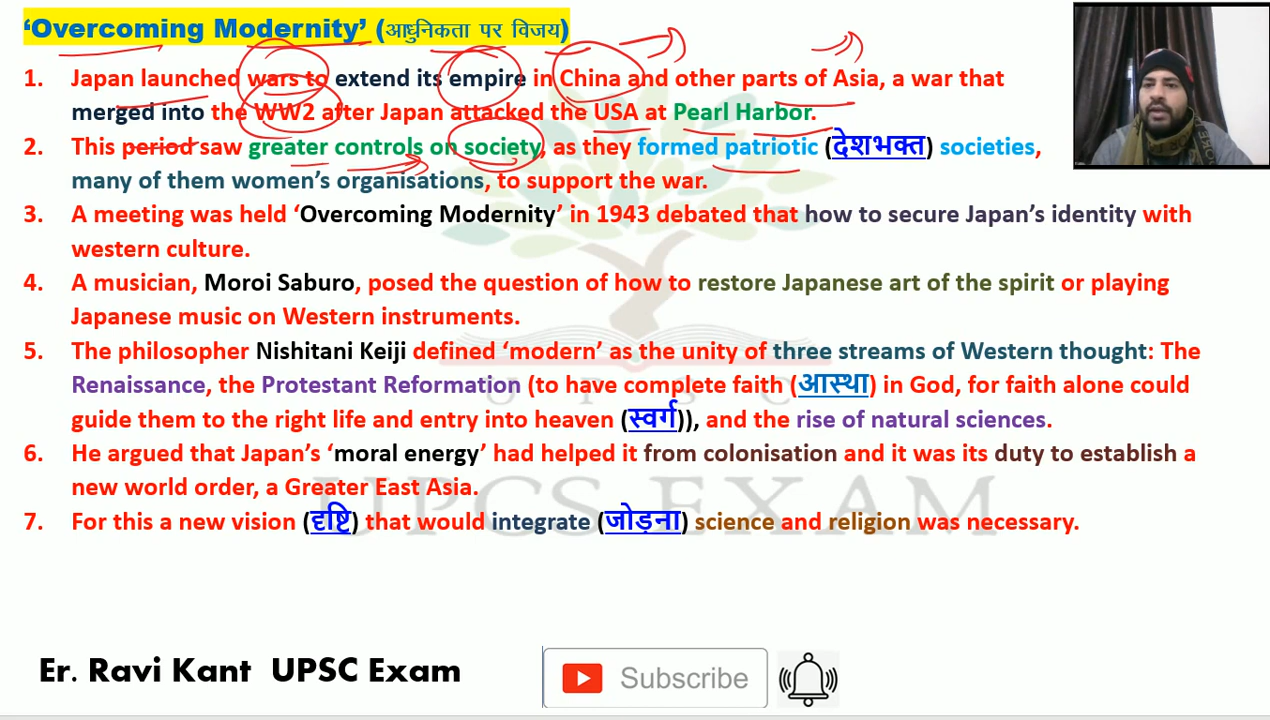 ‘Overcoming Modernity’ (आधुनिकता पर विजय)
1. Japan launched wars to extend its empire in China and other parts of Asia, a war that
merged into the WW2 after Japan attacked the USA at Pearl Harbor.
2. This period saw greater controls on society, as they formed patriotic (देशभक्त) societies,
many of them women’s organisations, to support the war.
3. A meeting was held ‘Overcoming Modernity’ in 1943 debated that how to secure Japan’s identity with
western culture.
4. A musician, Moroi Saburo, posed the question of how to restore Japanese art of the spirit or playing
Japanese music on Western instruments.
5. The philosopher Nishitani Keiji defined ‘modern’ as the unity of three streams of Western thought: The
Renaissance, the Protestant Reformation (to have complete faith (आस्था) in God, for faith alone could
guide them to the right life and entry into heaven (स्वर्ग)), and the rise of natural sciences.
6. He argued that Japan’s ‘moral energy’ had helped it from colonisation and it was its duty to establish a
new world order, a Greater East Asia.
7. For this a new vision (दृष्टि) that would integrate (जोड़ना) science and religion was necessary.
UPSC
UPCS EXAM
Er. Ravi Kant UPSC Exam
Subscribe